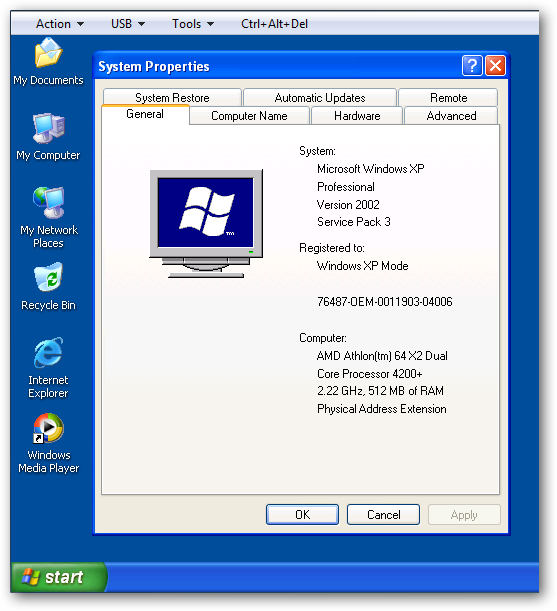 Action USB Tools Ctrl+Alt+Del
My Documents
My Computer
My Network
Places
Recycle Bin
Internet
Explorer
Windows
Media Player
System Properties
System Restore Automatic Updates Remote
General Computer Name Hardware Advanced
TM
System:
Microsoft Windows XP
Professional
Version 2002
Service Pack 3
Registered to:
Windows XP Mode
76487-OEM-0011903-04006
Computer:
AMD Athlon(tm) 64 X2 Dual
Core Processor 4200+
2.22 GHz, 512 MB of RAM
Physical Address Extension
OK Cancel Apply
start